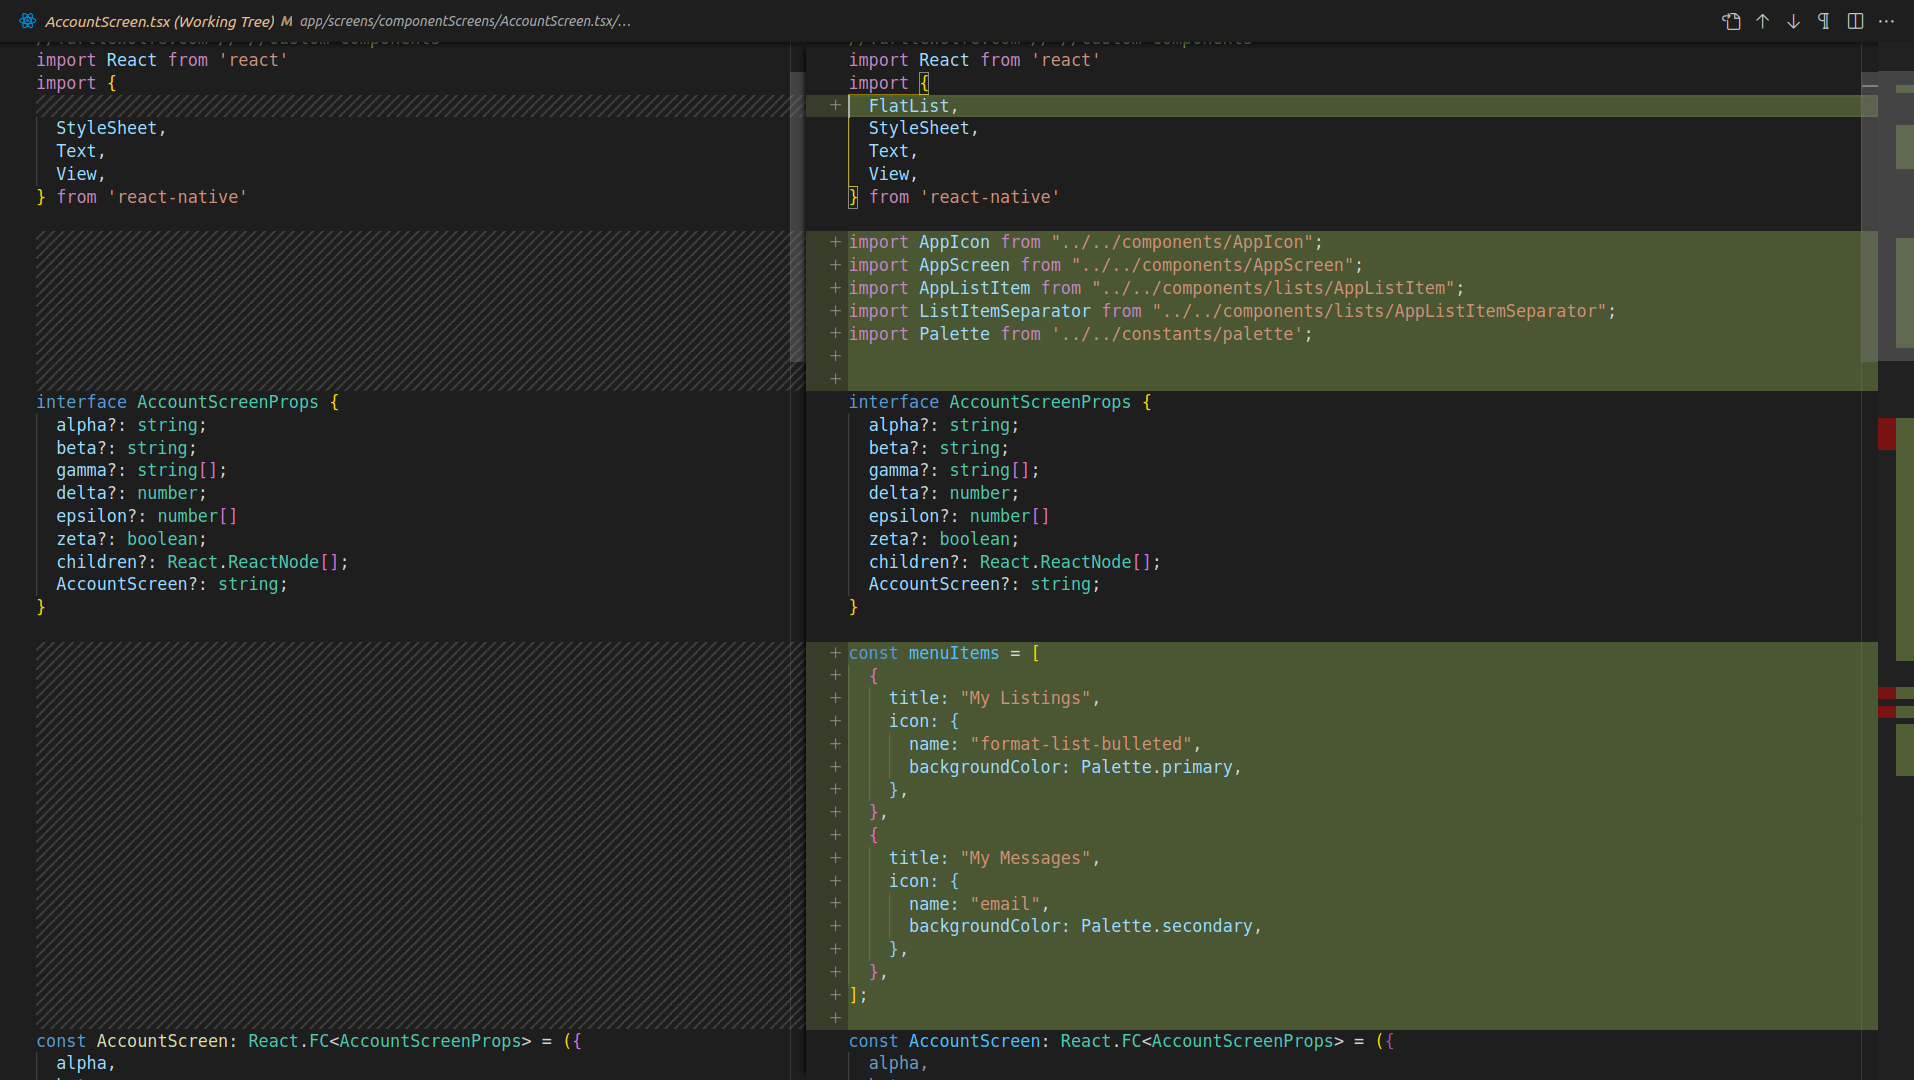 AccountScreen.tsx (Working Tree) M app/screens/componentScreens/AccountScreen.tsx/...
import React from 'react'
import {
StyleSheet,
Text,
View,
} from 'react-native'
interface AccountScreenProps {
alpha?: string;
beta?: string;
gamma?: string[];
delta?: number;
epsilon?: number[]
zeta?: boolean;
children?: React.ReactNode[];
AccountScreen?: string;
}
const AccountScreen: React.FC<AccountScreenProps> = ({
alpha,
import React from 'react'
import {
+ FlatList,
StyleSheet,
Text,
View,
} from 'react-native'
+ import AppIcon from "../../components/AppIcon";
+ import AppScreen from "../../components/AppScreen";
+ import AppListItem from "../../components/lists/AppListItem";
+ import ListItemSeparator from "../../components/lists/AppListItemSeparator";
+ import Palette from '../../constants/palette';
+
+
interface AccountScreenProps {
alpha?: string;
beta?: string;
gamma?: string[];
delta?: number;
epsilon?: number[]
zeta?: boolean;
children?: React.ReactNode[];
AccountScreen?: string;
}
+ const menuItems = [
+ {
+ title: "My Listings",
+ icon: {
+ name: "format-list-bulleted",
+ backgroundColor: Palette.primary,
+ },
+ },
+ {
+ title: "My Messages",
+ icon: {
+ name: "email",
+ backgroundColor: Palette.secondary,
+ },
+ },
+ ];
+
const AccountScreen: React.FC<AccountScreenProps> = ({
alpha,